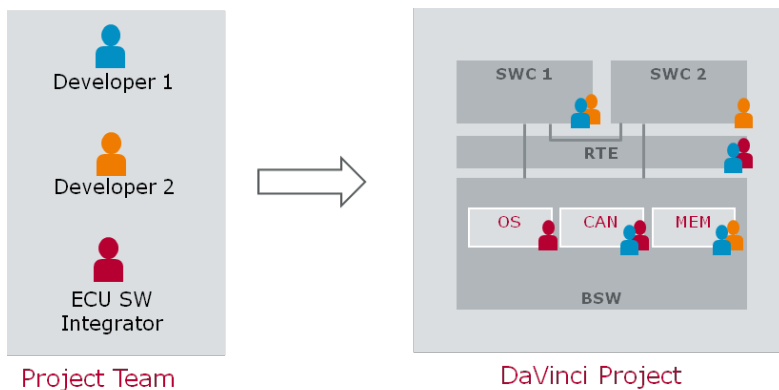 Developer 1
Developer 2
ECU SW
Integrator
Project Team
SWC 1
SWC 2
RTE
OS
CAN
MEM
BSW
DaVinci Project